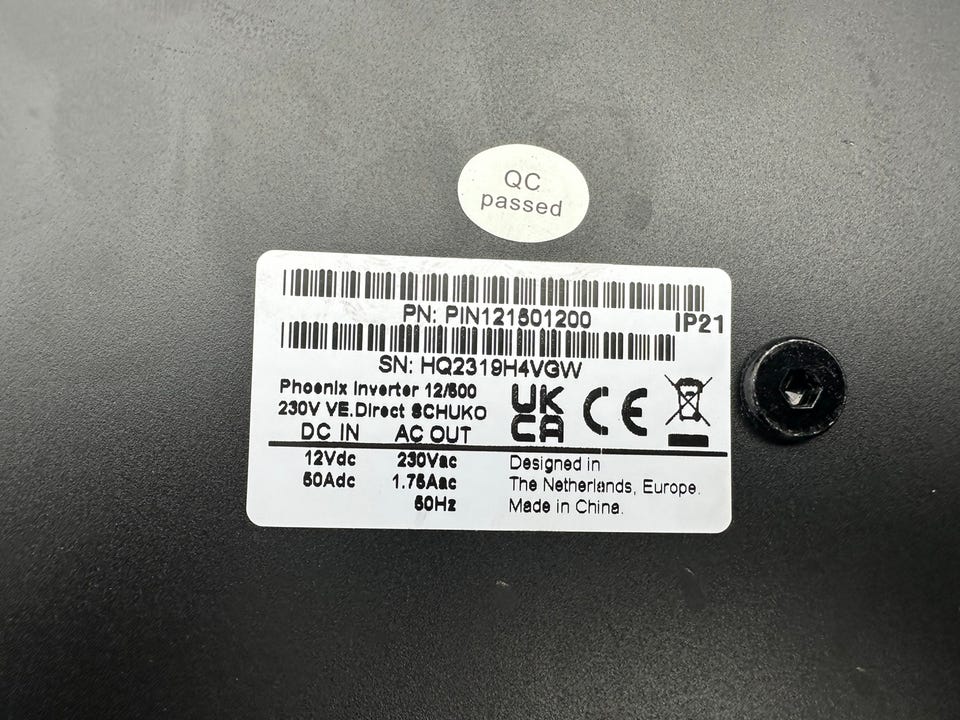 QC
passed
PN: PIN121501200
IP21
SN: HQ2319H4VGW
Phoenix Inverter 12/500
230V VE.Direct SCHUKO
UK
CA
CE
DC IN AC OUT
12Vdc 230Vac
50Adc 1.75Aac
50Hz
Designed in
The Netherlands, Europe.
Made in China.